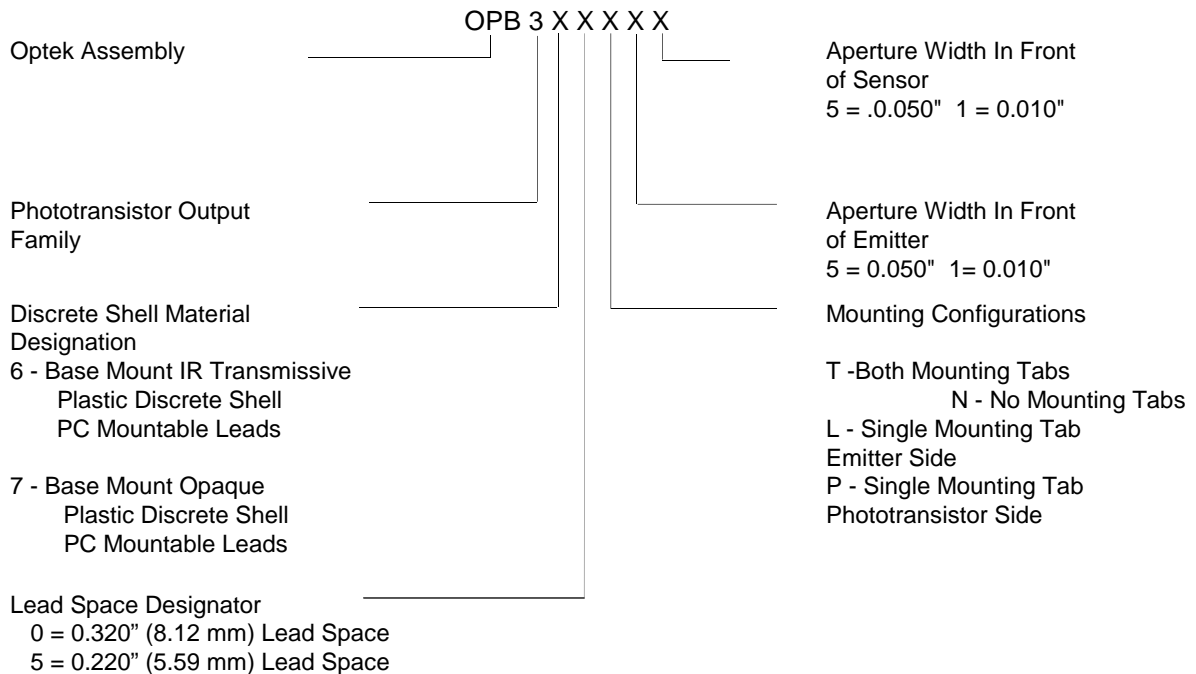 OPB 3 X X X X X
Optek Assembly
Aperture Width In Front
of Sensor
5 = .0.050" 1 = 0.010"
Phototransistor Output
Family
Aperture Width In Front
of Emitter
5 = 0.050" 1= 0.010"
Discrete Shell Material
Designation
6 - Base Mount IR Transmissive
Plastic Discrete Shell
PC Mountable Leads
7 - Base Mount Opaque
Plastic Discrete Shell
PC Mountable Leads
Mounting Configurations
T -Both Mounting Tabs
N - No Mounting Tabs
L - Single Mounting Tab
Emitter Side
P - Single Mounting Tab
Phototransistor Side
Lead Space Designator
0 = 0.320” (8.12 mm) Lead Space
5 = 0.220” (5.59 mm) Lead Space